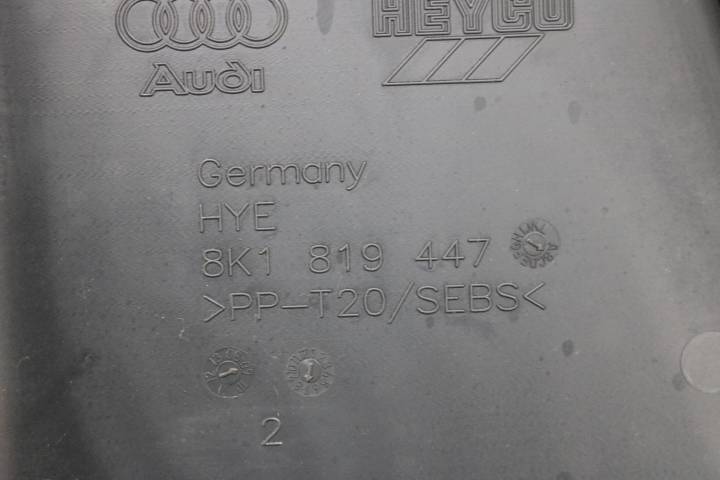 Audi HEYCO
Germany
HYE
8K1 819 447
>PP-T20/SEBS<
2